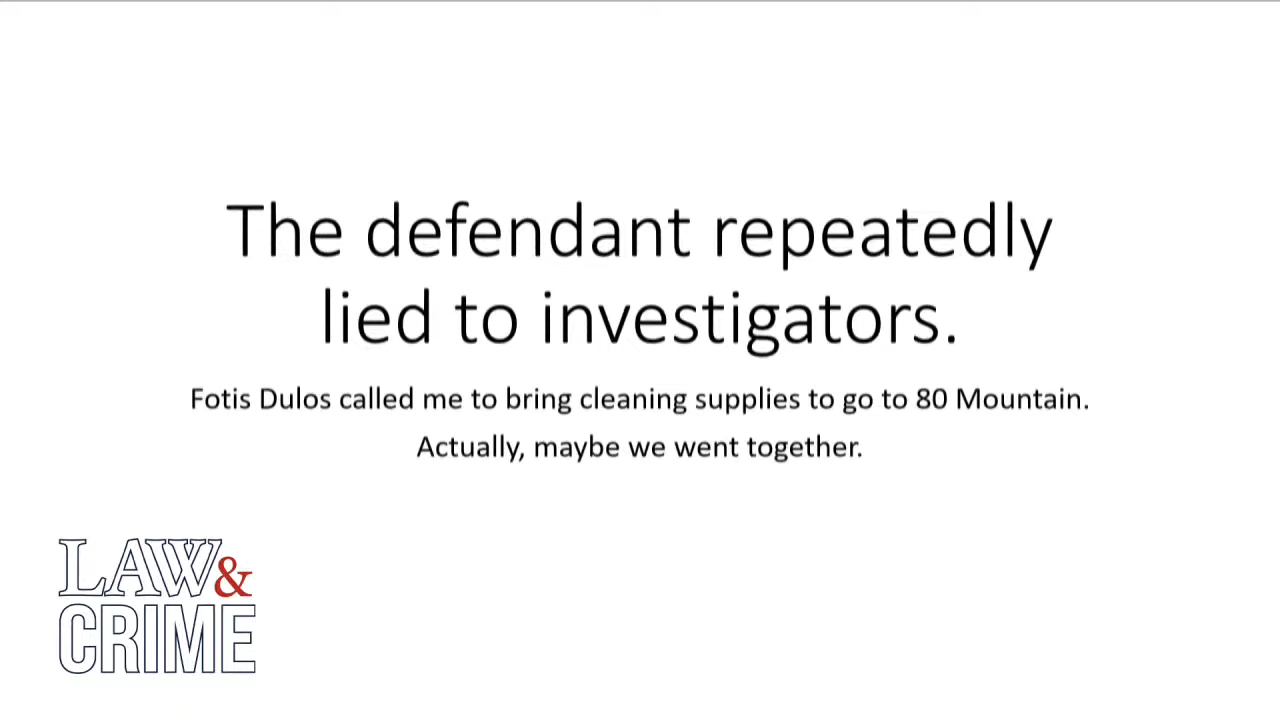 The defendant repeatedly
lied to investigators.
Fotis Dulos called me to bring cleaning supplies to go to 80 Mountain.
Actually, maybe we went together.
LAW&
CRIME